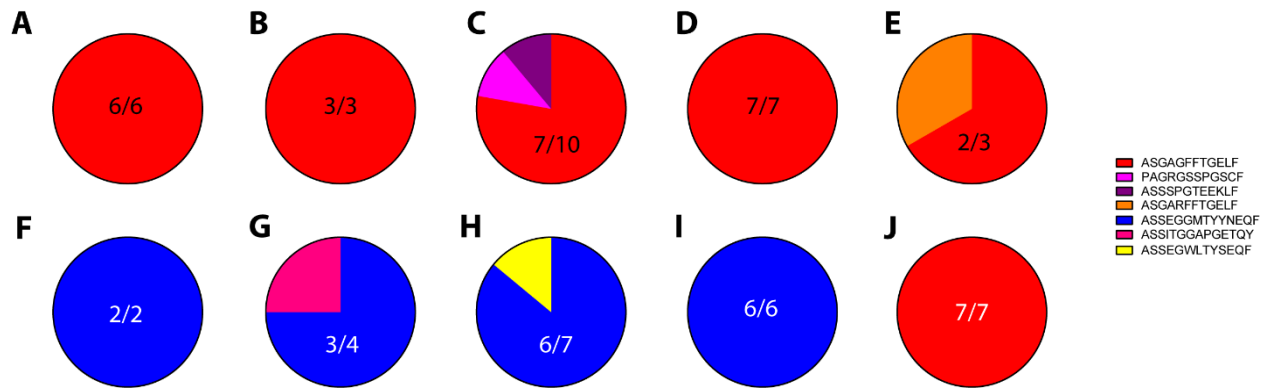 A
B
C
D
E
6/6
3/3
7/10
7/7
2/3
F
G
H
I
J
2/2
3/4
6/7
6/6
7/7
ASGAGFFTGELF
PAGRGSSPGSCF
ASSSPGTEEKLF
ASGARFFTGELF
ASSEGGMTYYNEQF
ASSITGGAPGETQY
ASSEGWLTYSEQF